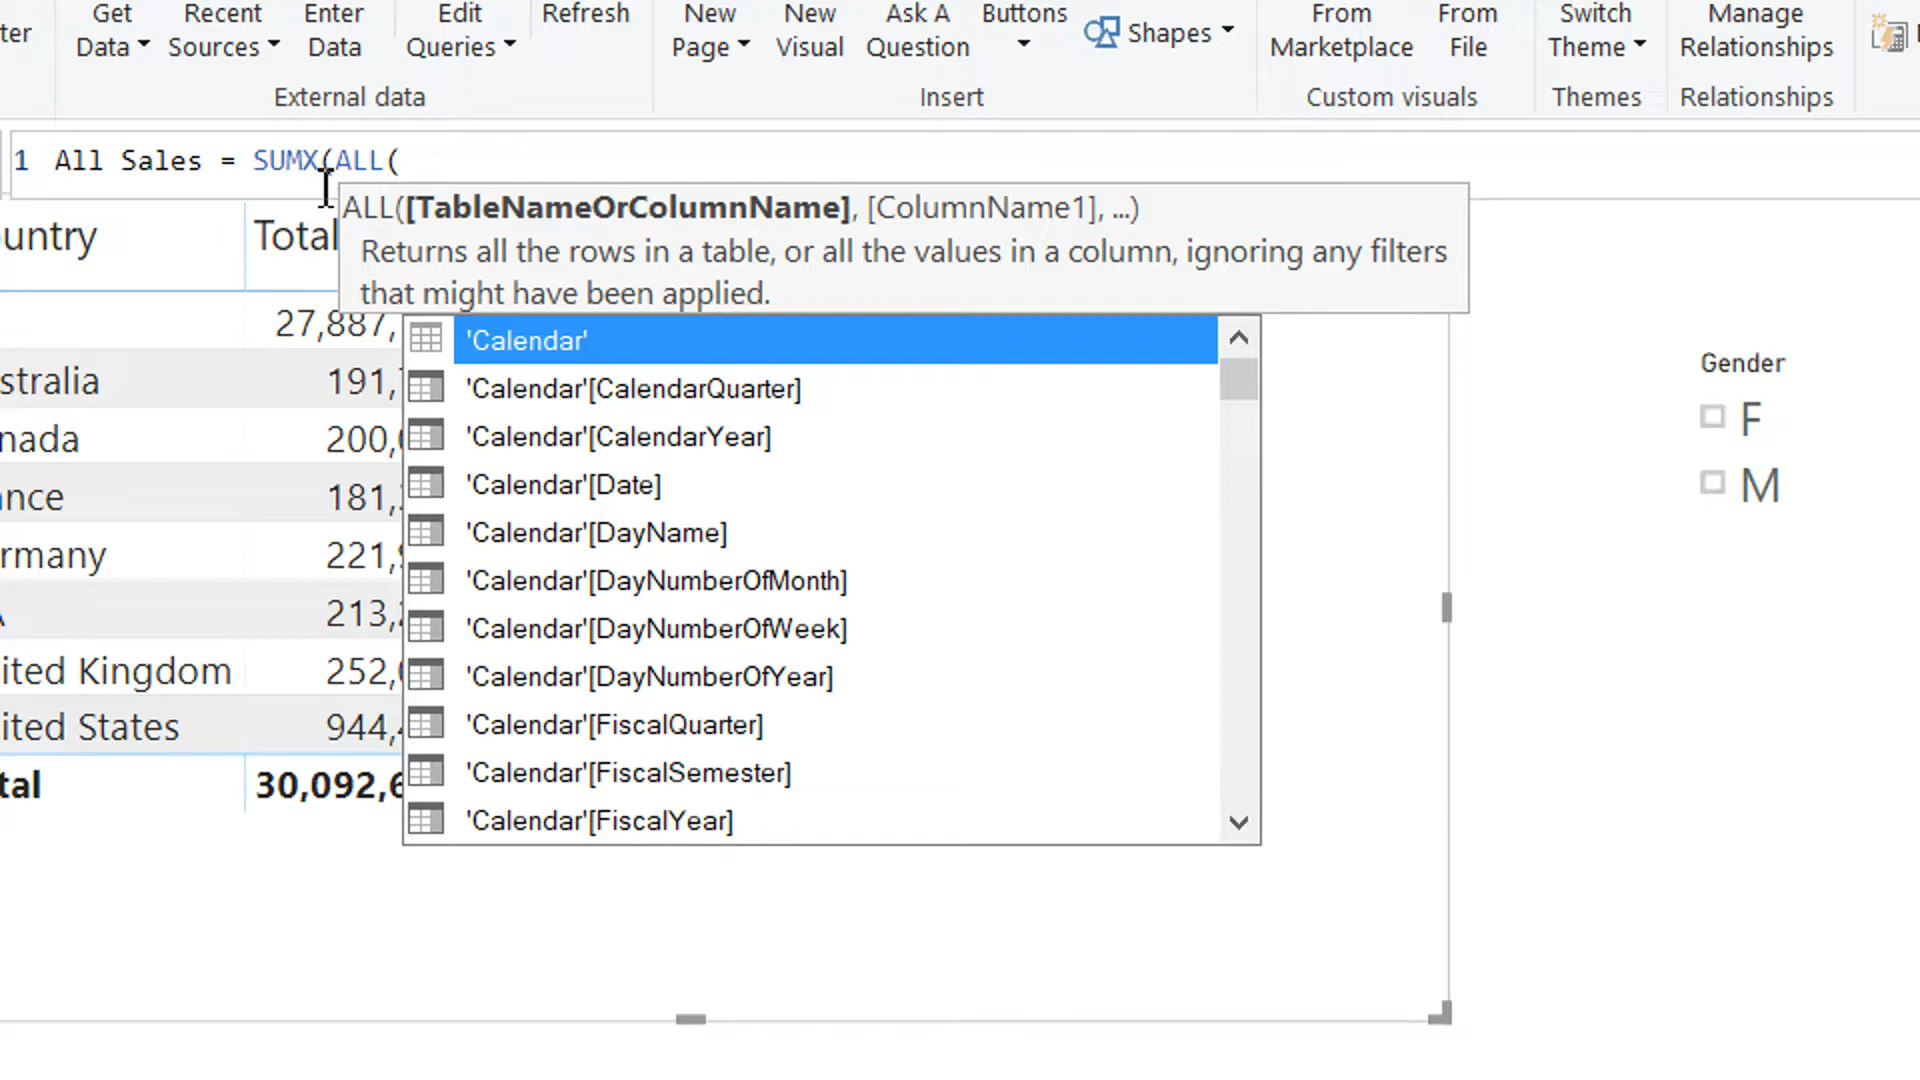 ter
Get Data
Recent Sources
Enter Data
Edit Queries
Refresh
New Page
New Visual
Ask A Question
Buttons
Shapes
From Marketplace
From File
Switch Theme
Manage Relationships
External data
Insert
Custom visuals
Themes
Relationships
1 All Sales = SUMX(ALL(
ALL([TableNameOrColumnName], [ColumnName1], ...)
Returns all the rows in a table, or all the values in a column, ignoring any filters
that might have been applied.
untry Total
27,887,
stralia 191,
nada 200,
ance 181,
rmany 221,
213,
ited Kingdom 252,
ited States 944,
tal 30,092,6
'Calendar'
'Calendar'[CalendarQuarter]
'Calendar'[CalendarYear]
'Calendar'[Date]
'Calendar'[DayName]
'Calendar'[DayNumberOfMonth]
'Calendar'[DayNumberOfWeek]
'Calendar'[DayNumberOfYear]
'Calendar'[FiscalQuarter]
'Calendar'[FiscalSemester]
'Calendar'[FiscalYear]
Gender
F
M